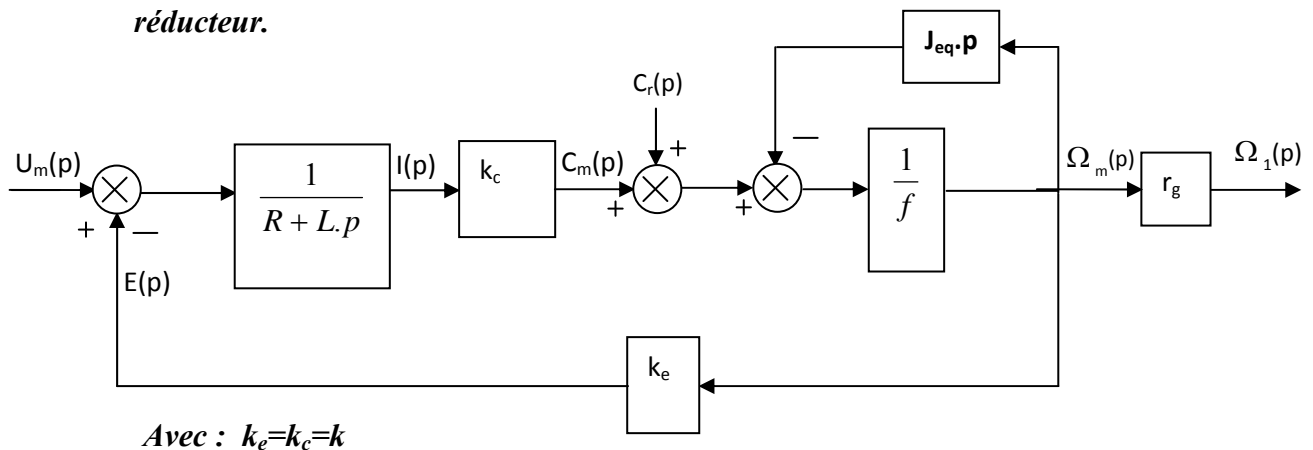 réducteur.
J_eq.p
C_r(p)
+
—
U_m(p)
+
—
1
R + L.p
I(p)
k_c
C_m(p)
+
+
1
f
Ω_m(p)
r_g
Ω_1(p)
E(p)
k_e
Avec : k_e=k_c=k